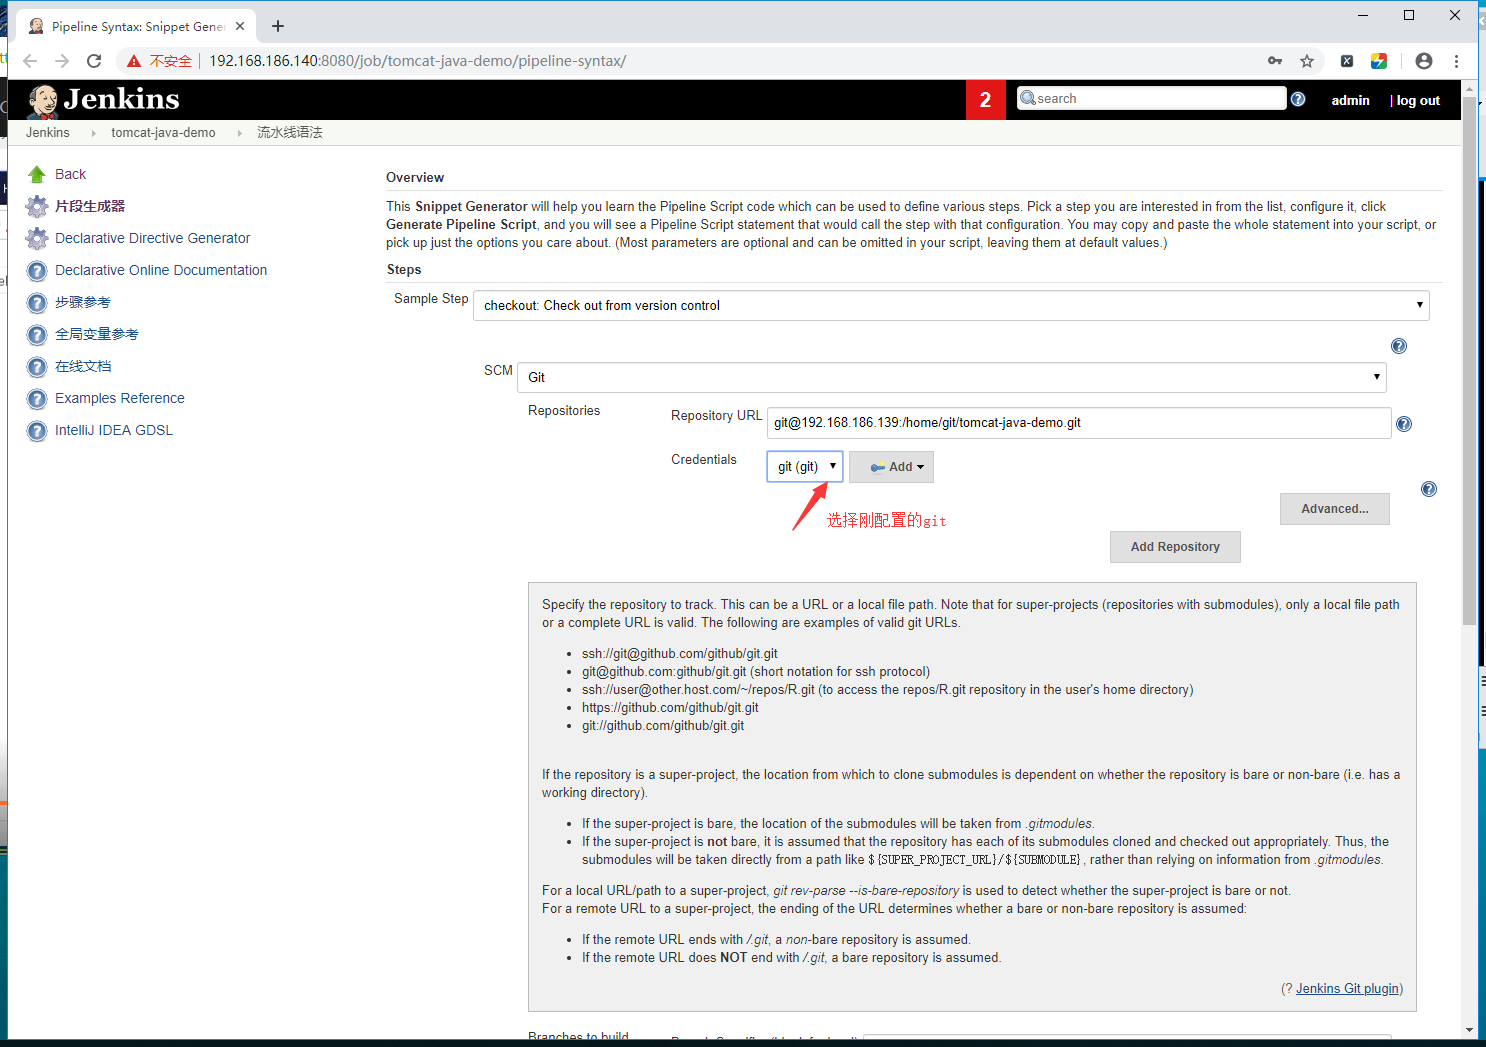 Pipeline Syntax: Snippet Gene
不安全 192.168.186.140:8080/job/tomcat-java-demo/pipeline-syntax/
Jenkins
2
search
admin
| log out
Jenkins
tomcat-java-demo
流水线语法
Back
片段生成器
Declarative Directive Generator
Declarative Online Documentation
步骤参考
全局变量参考
在线文档
Examples Reference
IntelliJ IDEA GDSL
Overview
This Snippet Generator will help you learn the Pipeline Script code which can be used to define various steps. Pick a step you are interested in from the list, configure it, click
Generate Pipeline Script, and you will see a Pipeline Script statement that would call the step with that configuration. You may copy and paste the whole statement into your script, or
pick up just the options you care about. (Most parameters are optional and can be omitted in your script, leaving them at default values.)
Steps
Sample Step
checkout: Check out from version control
SCM
Git
Repositories
Repository URL
git@192.168.186.139:/home/git/tomcat-java-demo.git
Credentials
git (git)
Add
选择刚配置的git
Advanced...
Add Repository
Specify the repository to track. This can be a URL or a local file path. Note that for super-projects (repositories with submodules), only a local file path
or a complete URL is valid. The following are examples of valid git URLs.
• ssh://git@github.com/github/git.git
• git@github.com:github/git.git (short notation for ssh protocol)
• ssh://user@other.host.com/~/repos/R.git (to access the repos/R.git repository in the user's home directory)
• https://github.com/github/git.git
• git://github.com/github/git.git
If the repository is a super-project, the location from which to clone submodules is dependent on whether the repository is bare or non-bare (i.e. has a
working directory).
• If the super-project is bare, the location of the submodules will be taken from .gitmodules.
• If the super-project is not bare, it is assumed that the repository has each of its submodules cloned and checked out appropriately. Thus, the
submodules will be taken directly from a path like ${SUPER_PROJECT_URL}/${SUBMODULE}, rather than relying on information from .gitmodules.
For a local URL/path to a super-project, git rev-parse --is-bare-repository is used to detect whether the super-project is bare or not.
For a remote URL to a super-project, the ending of the URL determines whether a bare or non-bare repository is assumed:
• If the remote URL ends with /.git, a non-bare repository is assumed.
• If the remote URL does NOT end with /.git, a bare repository is assumed.
(? Jenkins Git plugin)
Branches to build